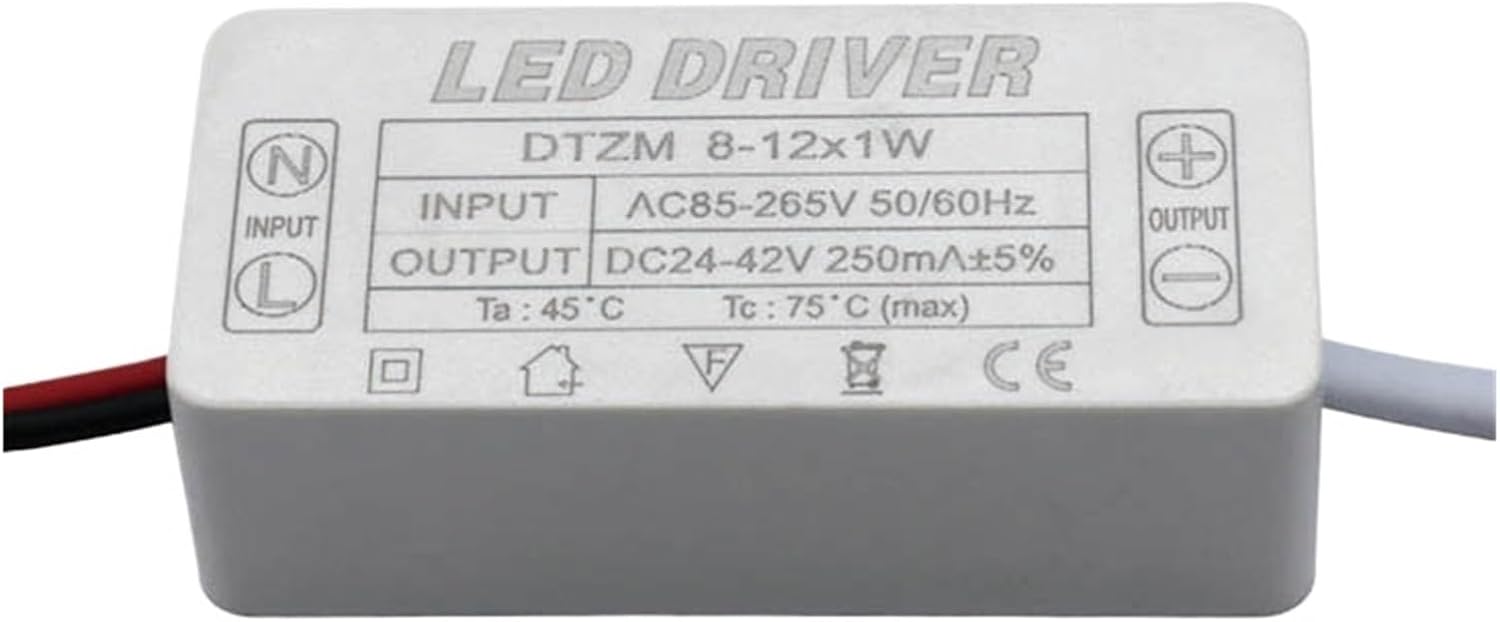 LED DRIVER
DTZM 8-12x1W
INPUT AC85-265V 50/60Hz
OUTPUT DC24-42V 250mA±5%
Ta : 45°C Tc : 75°C (max)
N
INPUT
L
+
OUTPUT
−
F
CE